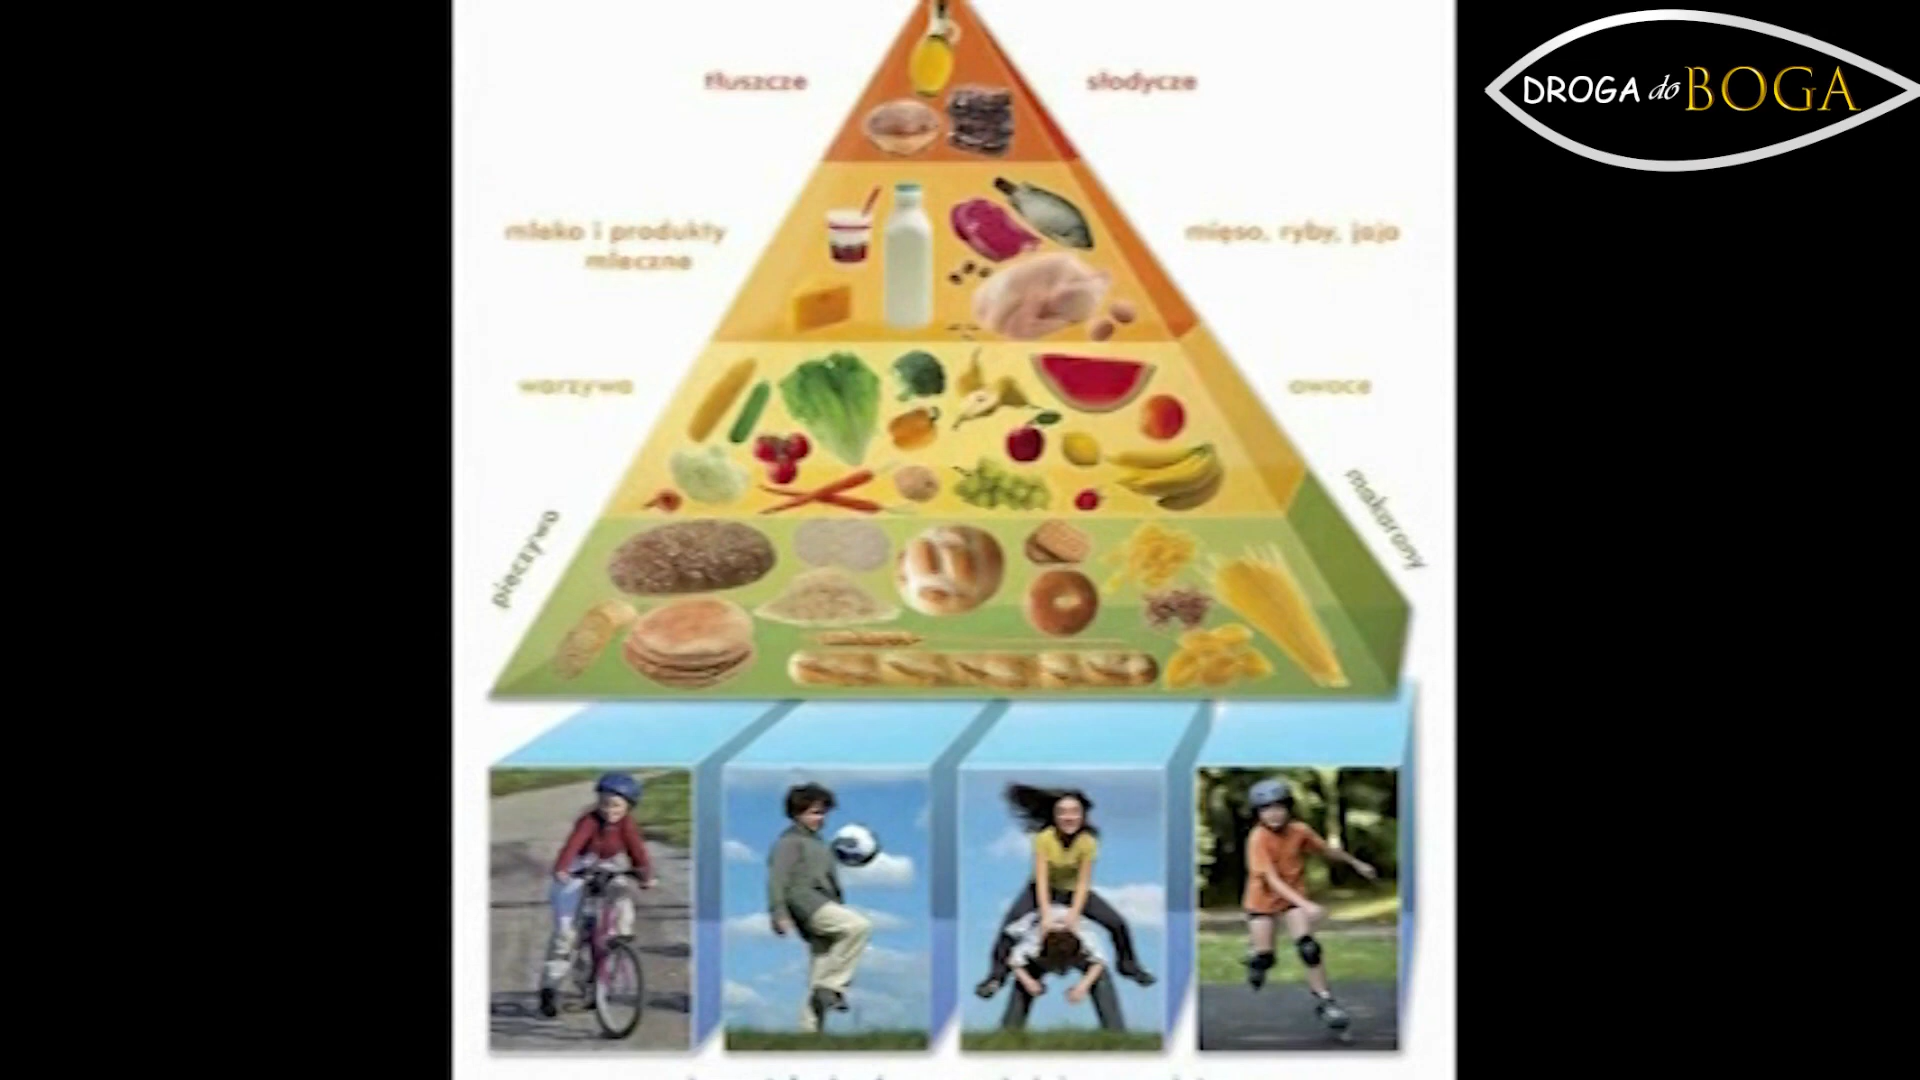 tłuszcze
słodycze
DROGA do BOGA
mleko i produkty
mleczne
mięso, ryby, jaja
warzywa
owoce
pieczywo
makarony